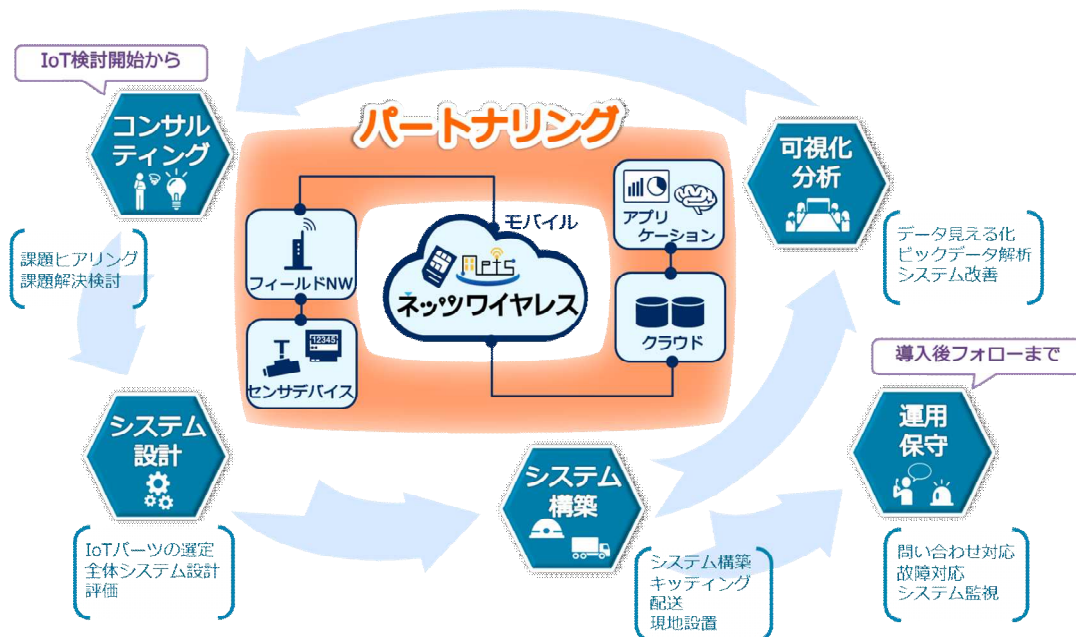 IoT検討開始から
コンサル
ティング
課題ヒアリング
課題解決検討
パートナリング
モバイル
フィールドNW
12345
センサデバイス
nets
ネッツワイヤレス
アプリ
ケーション
クラウド
可視化
分析
データ見える化
ビックデータ解析
システム改善
導入後フォローまで
運用
保守
問い合わせ対応
故障対応
システム監視
システム
設計
IoTパーツの選定
全体システム設計
評価
システム
構築
システム構築
キッティング
配送
現地設置